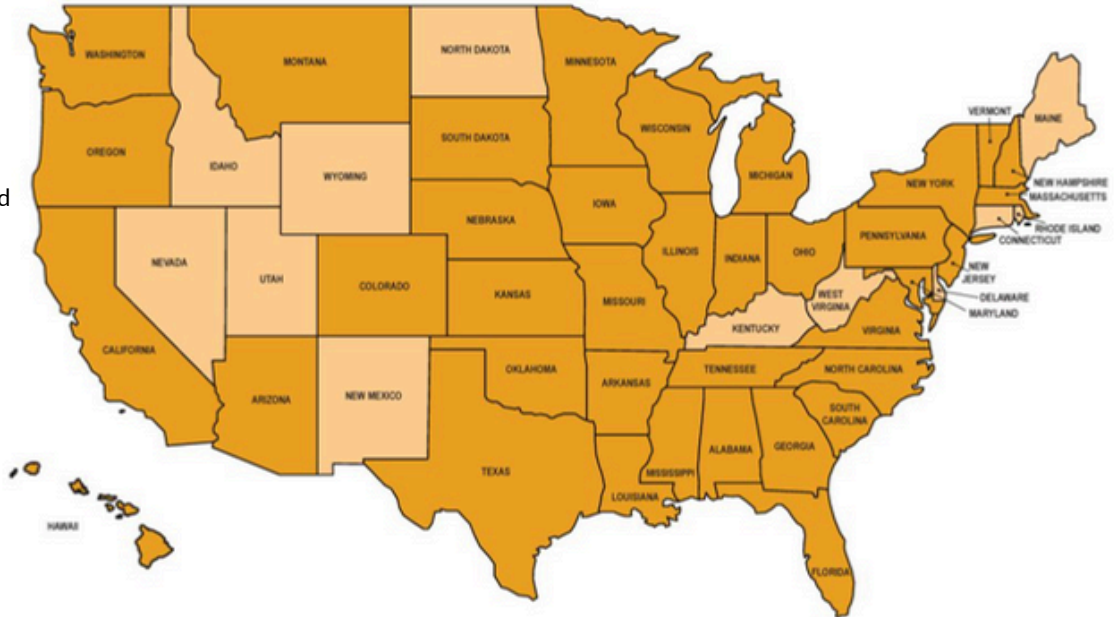 WASHINGTON
MONTANA
NORTH DAKOTA
MINNESOTA
VERMONT
MAINE
OREGON
IDAHO
WYOMING
SOUTH DAKOTA
WISCONSIN
MICHIGAN
NEW YORK
NEW HAMPSHIRE
MASSACHUSETTS
d
NEBRASKA
IOWA
RHODE ISLAND
CONNECTICUT
PENNSYLVANIA
NEVADA
UTAH
COLORADO
KANSAS
ILLINOIS
INDIANA
OHIO
NEW
JERSEY
WEST
VIRGINIA
DELAWARE
MARYLAND
MISSOURI
KENTUCKY
VIRGINIA
CALIFORNIA
ARIZONA
NEW MEXICO
OKLAHOMA
ARKANSAS
TENNESSEE
NORTH CAROLINA
SOUTH
CAROLINA
TEXAS
LOUISIANA
MISSISSIPPI
ALABAMA
GEORGIA
HAWAII
FLORIDA